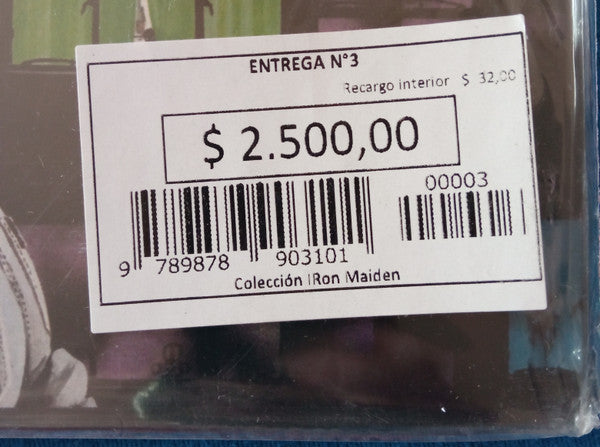 ENTREGA N°3
Recargo interior $ 32,00
$ 2.500,00
00003
9 789878 903101
Colección IRon Maiden